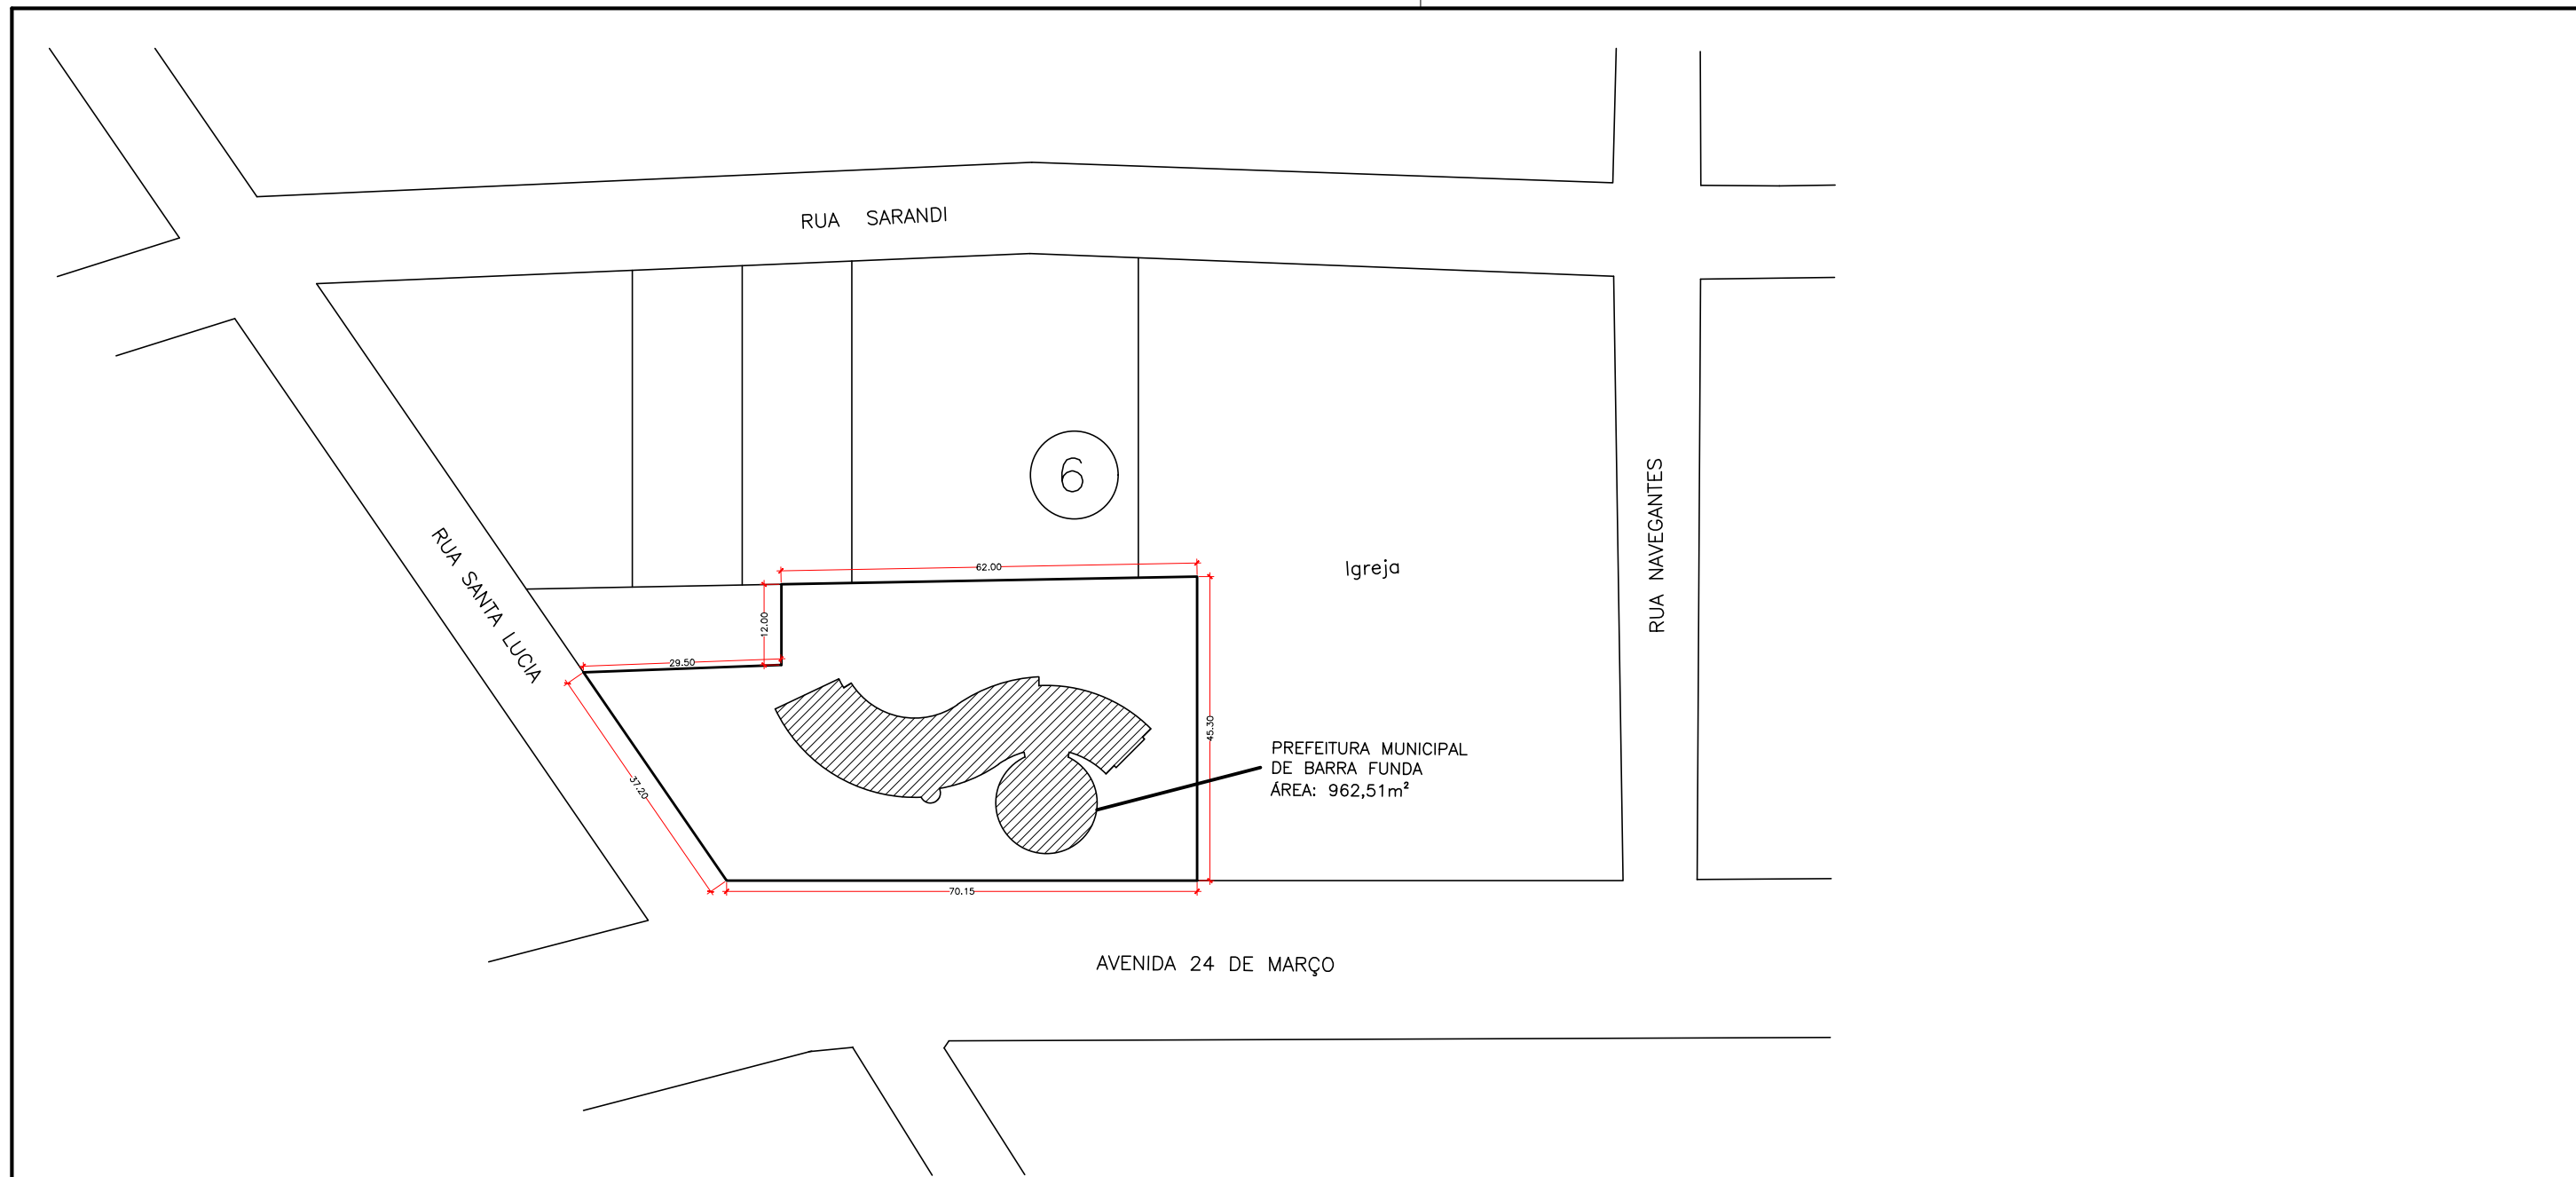 RUA SARANDI
6
RUA NAVEGANTES
RUA SANTA LUCIA
Igreja
62.00
12.00
29.50
45.30
37.20
PREFEITURA MUNICIPAL
DE BARRA FUNDA
ÁREA: 962,51m²
70.15
AVENIDA 24 DE MARÇO